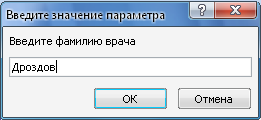 Введите значение параметра
Введите фамилию врача
Дроздов
ОК
Отмена